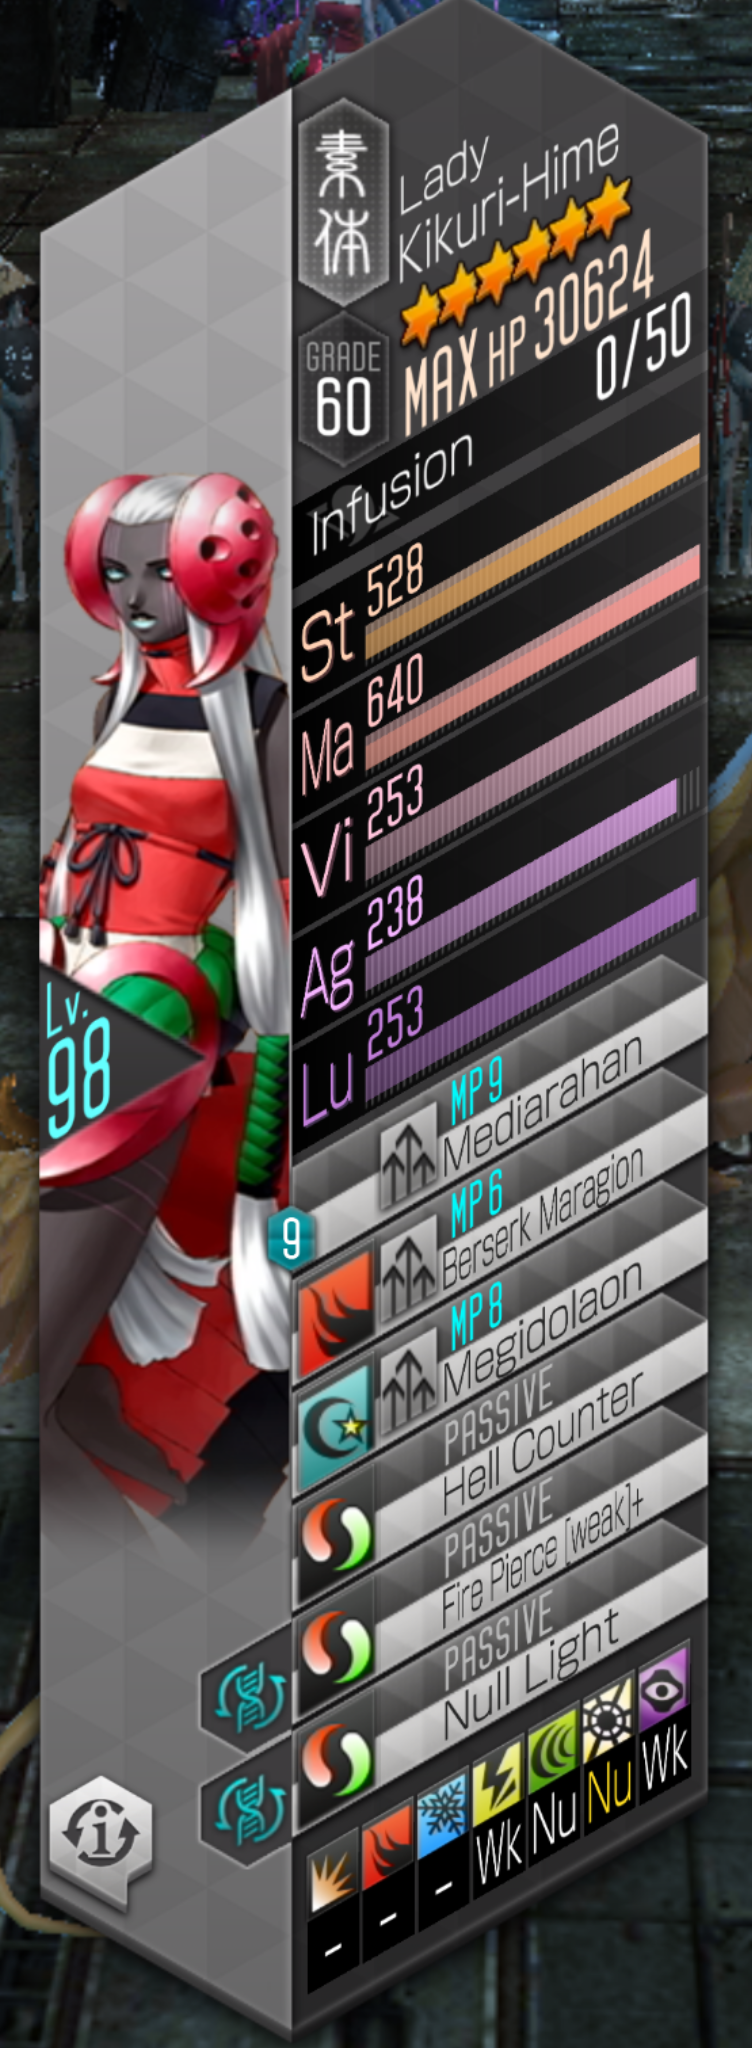 素体
Lady
Kikuri-Hime
GRADE
60
MAX HP 30624
0/50
Infusion
St 528
Ma 640
Vi 253
Ag 238
Lu 253
Lv.
98
MP 9
Mediarahan
9
MP 6
Berserk Maragion
MP 8
Megidolaon
PASSIVE
Hell Counter
PASSIVE
Fire Pierce [weak]+
PASSIVE
Null Light
i
- - - Wk Nu Nu Wk